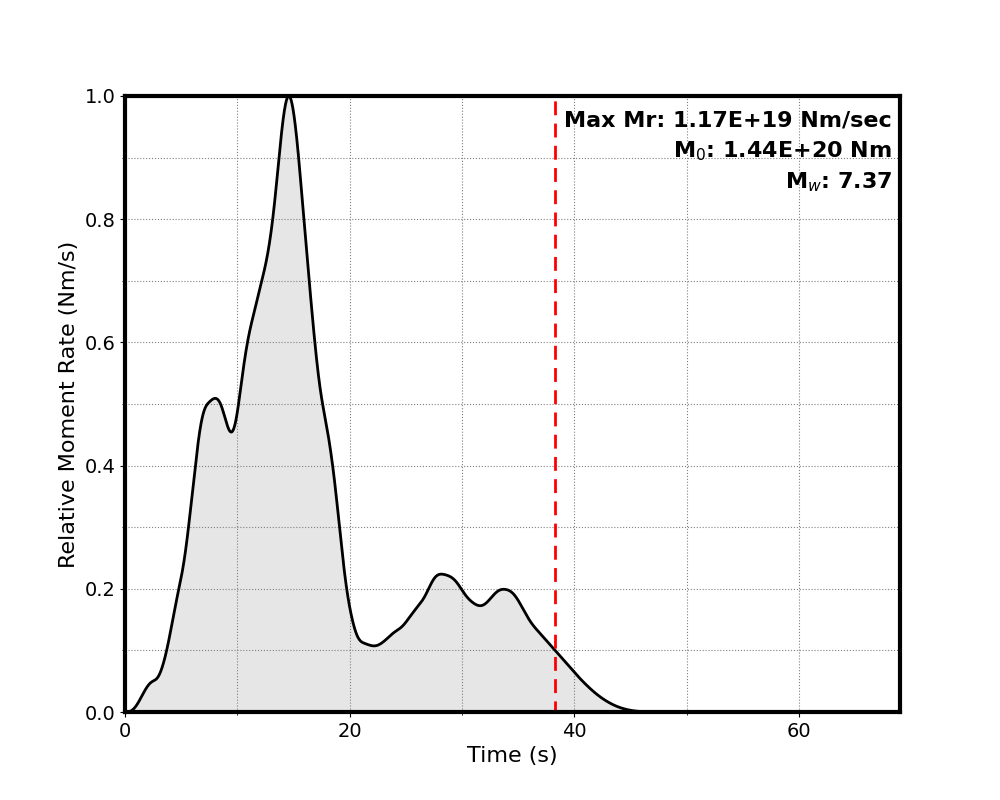 Max Mr: 1.17E+19 Nm/sec
M₀: 1.44E+20 Nm
M_w: 7.37
1.0
0.8
0.6
0.4
0.2
0.0
Relative Moment Rate (Nm/s)
0 20 40 60
Time (s)